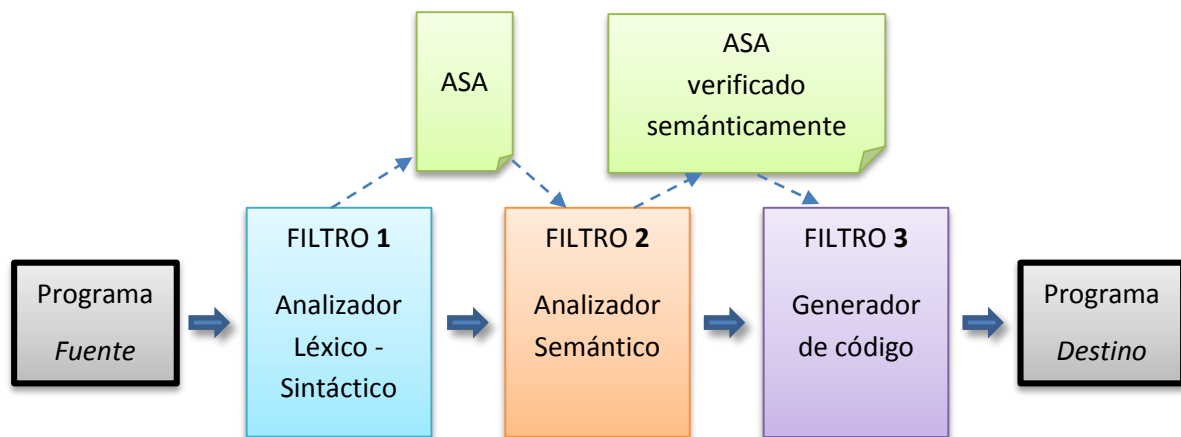 ASA
ASA
verificado
semánticamente
Programa
Fuente
FILTRO 1
Analizador
Léxico -
Sintáctico
FILTRO 2
Analizador
Semántico
FILTRO 3
Generador
de código
Programa
Destino